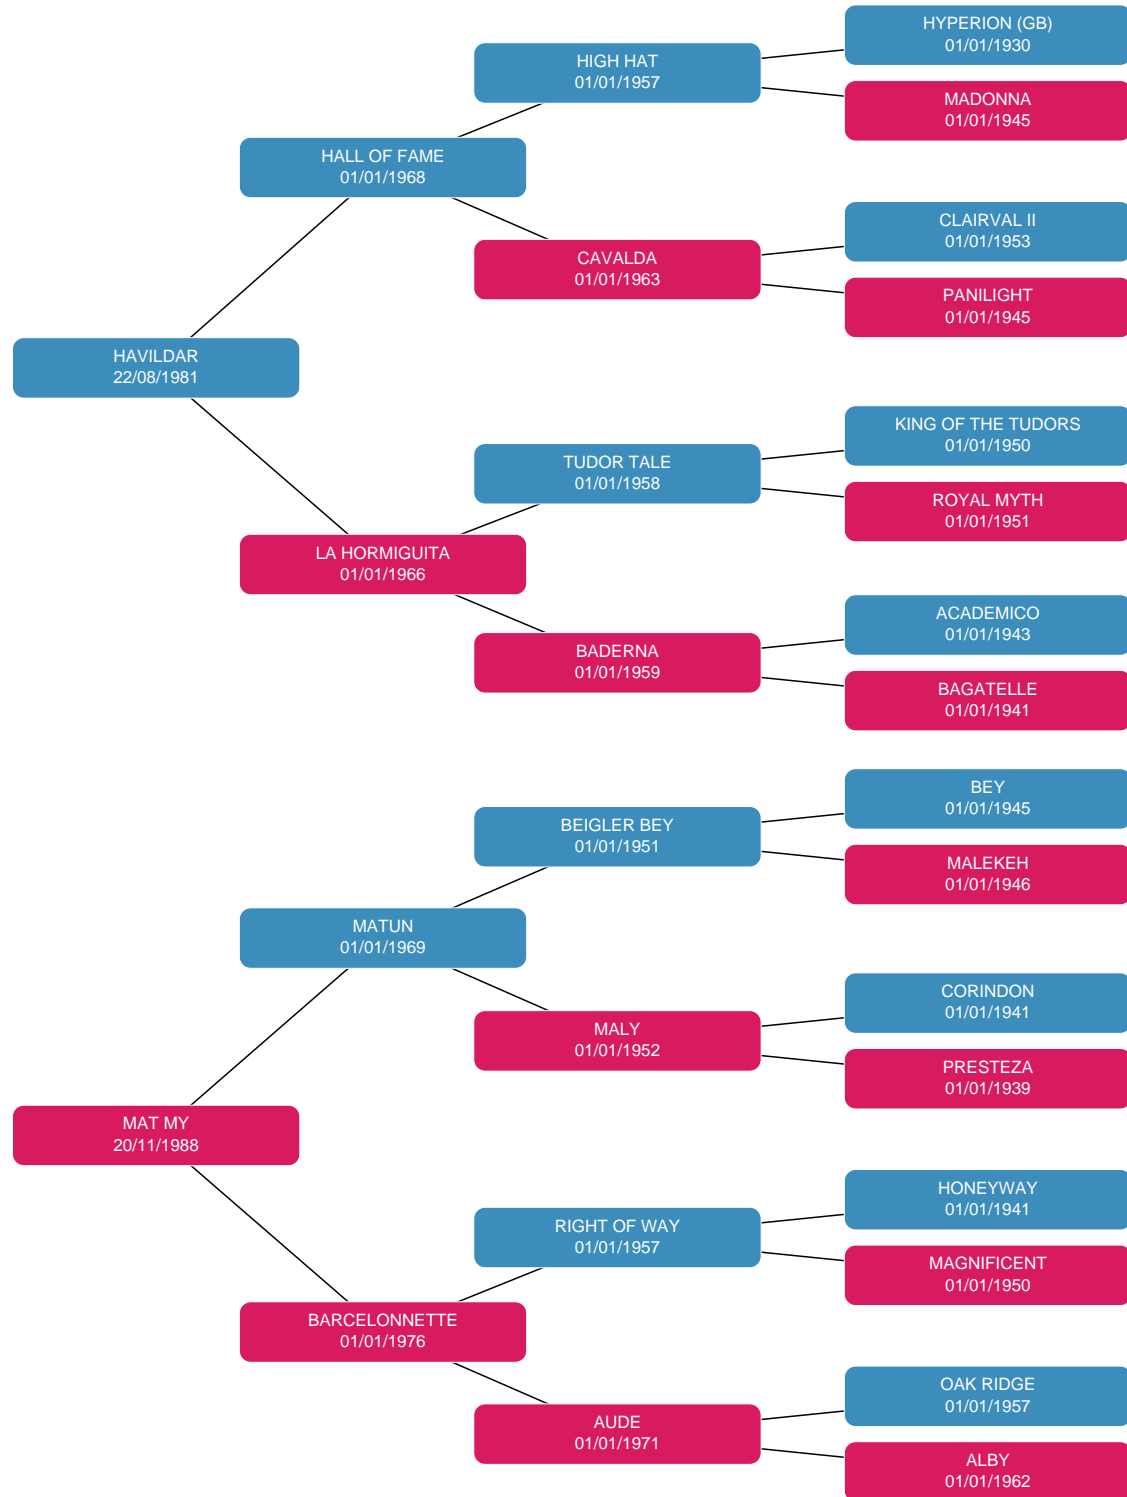 HYPERION (GB)
01/01/1930
HIGH HAT
01/01/1957
MADONNA
01/01/1945
HALL OF FAME
01/01/1968
CLAIRVAL II
01/01/1953
CAVALDA
01/01/1963
PANILIGHT
01/01/1945
HAVILDAR
22/08/1981
KING OF THE TUDORS
01/01/1950
TUDOR TALE
01/01/1958
ROYAL MYTH
01/01/1951
LA HORMIGUITA
01/01/1966
ACADEMICO
01/01/1943
BADERNA
01/01/1959
BAGATELLE
01/01/1941
BEY
01/01/1945
BEIGLER BEY
01/01/1951
MALEKEH
01/01/1946
MATUN
01/01/1969
CORINDON
01/01/1941
MALY
01/01/1952
PRESTEZA
01/01/1939
MAT MY
20/11/1988
HONEYWAY
01/01/1941
RIGHT OF WAY
01/01/1957
MAGNIFICENT
01/01/1950
BARCELONNETTE
01/01/1976
OAK RIDGE
01/01/1957
AUDE
01/01/1971
ALBY
01/01/1962